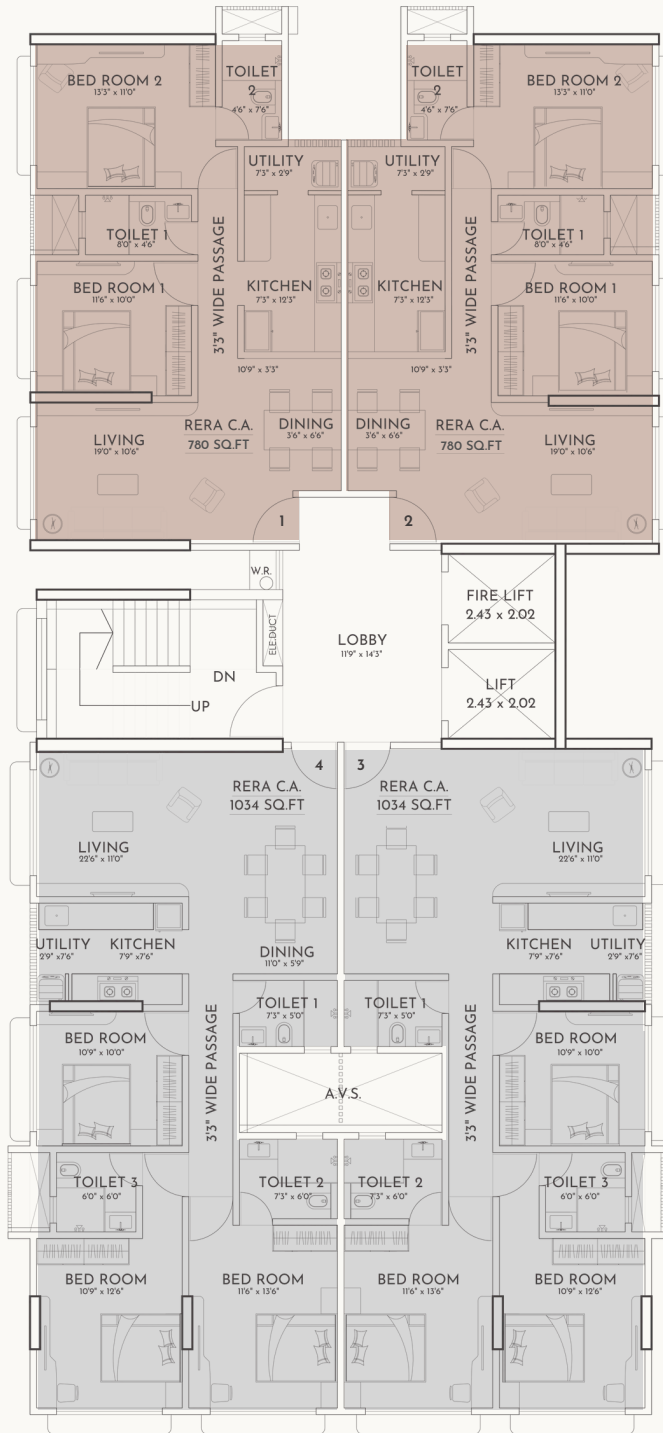 BED ROOM 2
13'3" x 11'0"
TOILET
2
4'6" x 7'6"
TOILET
2
4'6" x 7'6"
BED ROOM 2
13'3" x 11'0"
UTILITY
7'3" x 2'9"
UTILITY
7'3" x 2'9"
TOILET 1
8'0" x 4'6"
3'3" WIDE PASSAGE
KITCHEN
7'3" x 12'3"
KITCHEN
7'3" x 12'3"
3'3" WIDE PASSAGE
TOILET 1
8'0" x 4'6"
BED ROOM 1
11'6" x 10'0"
BED ROOM 1
11'6" x 10'0"
10'9" x 3'3"
10'9" x 3'3"
LIVING
19'0" x 10'6"
RERA C.A.
780 SQ.FT
DINING
3'6" x 6'6"
DINING
3'6" x 6'6"
RERA C.A.
780 SQ.FT
LIVING
19'0" x 10'6"
1
2
W.R.
ELE.DUCT
LOBBY
11'9" x 14'3"
FIRE LIFT
2.43 x 2.02
DN
UP
LIFT
2.43 x 2.02
4
3
RERA C.A.
1034 SQ.FT
RERA C.A.
1034 SQ.FT
LIVING
22'6" x 11'0"
LIVING
22'6" x 11'0"
UTILITY
2'9" x7'6"
KITCHEN
7'9" x7'6"
DINING
11'0" x 5'9"
KITCHEN
7'9" x7'6"
UTILITY
2'9" x7'6"
TOILET 1
7'3" x 5'0"
TOILET 1
7'3" x 5'0"
BED ROOM
10'9" x 10'0"
3'3" WIDE PASSAGE
A.V.S.
3'3" WIDE PASSAGE
BED ROOM
10'9" x 10'0"
TOILET 3
6'0" x 6'0"
TOILET 2
7'3" x 6'0"
TOILET 2
7'3" x 6'0"
TOILET 3
6'0" x 6'0"
BED ROOM
10'9" x 12'6"
BED ROOM
11'6" x 13'6"
BED ROOM
11'6" x 13'6"
BED ROOM
10'9" x 12'6"